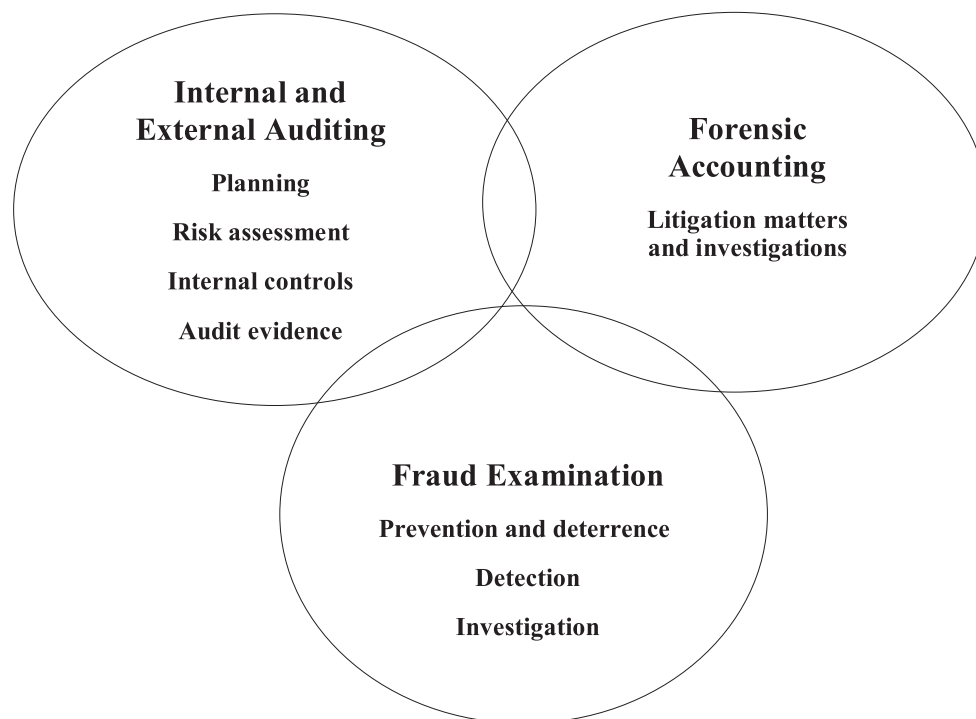 Internal and
External Auditing
Planning
Risk assessment
Internal controls
Audit evidence
Forensic
Accounting
Litigation matters
and investigations
Fraud Examination
Prevention and deterrence
Detection
Investigation